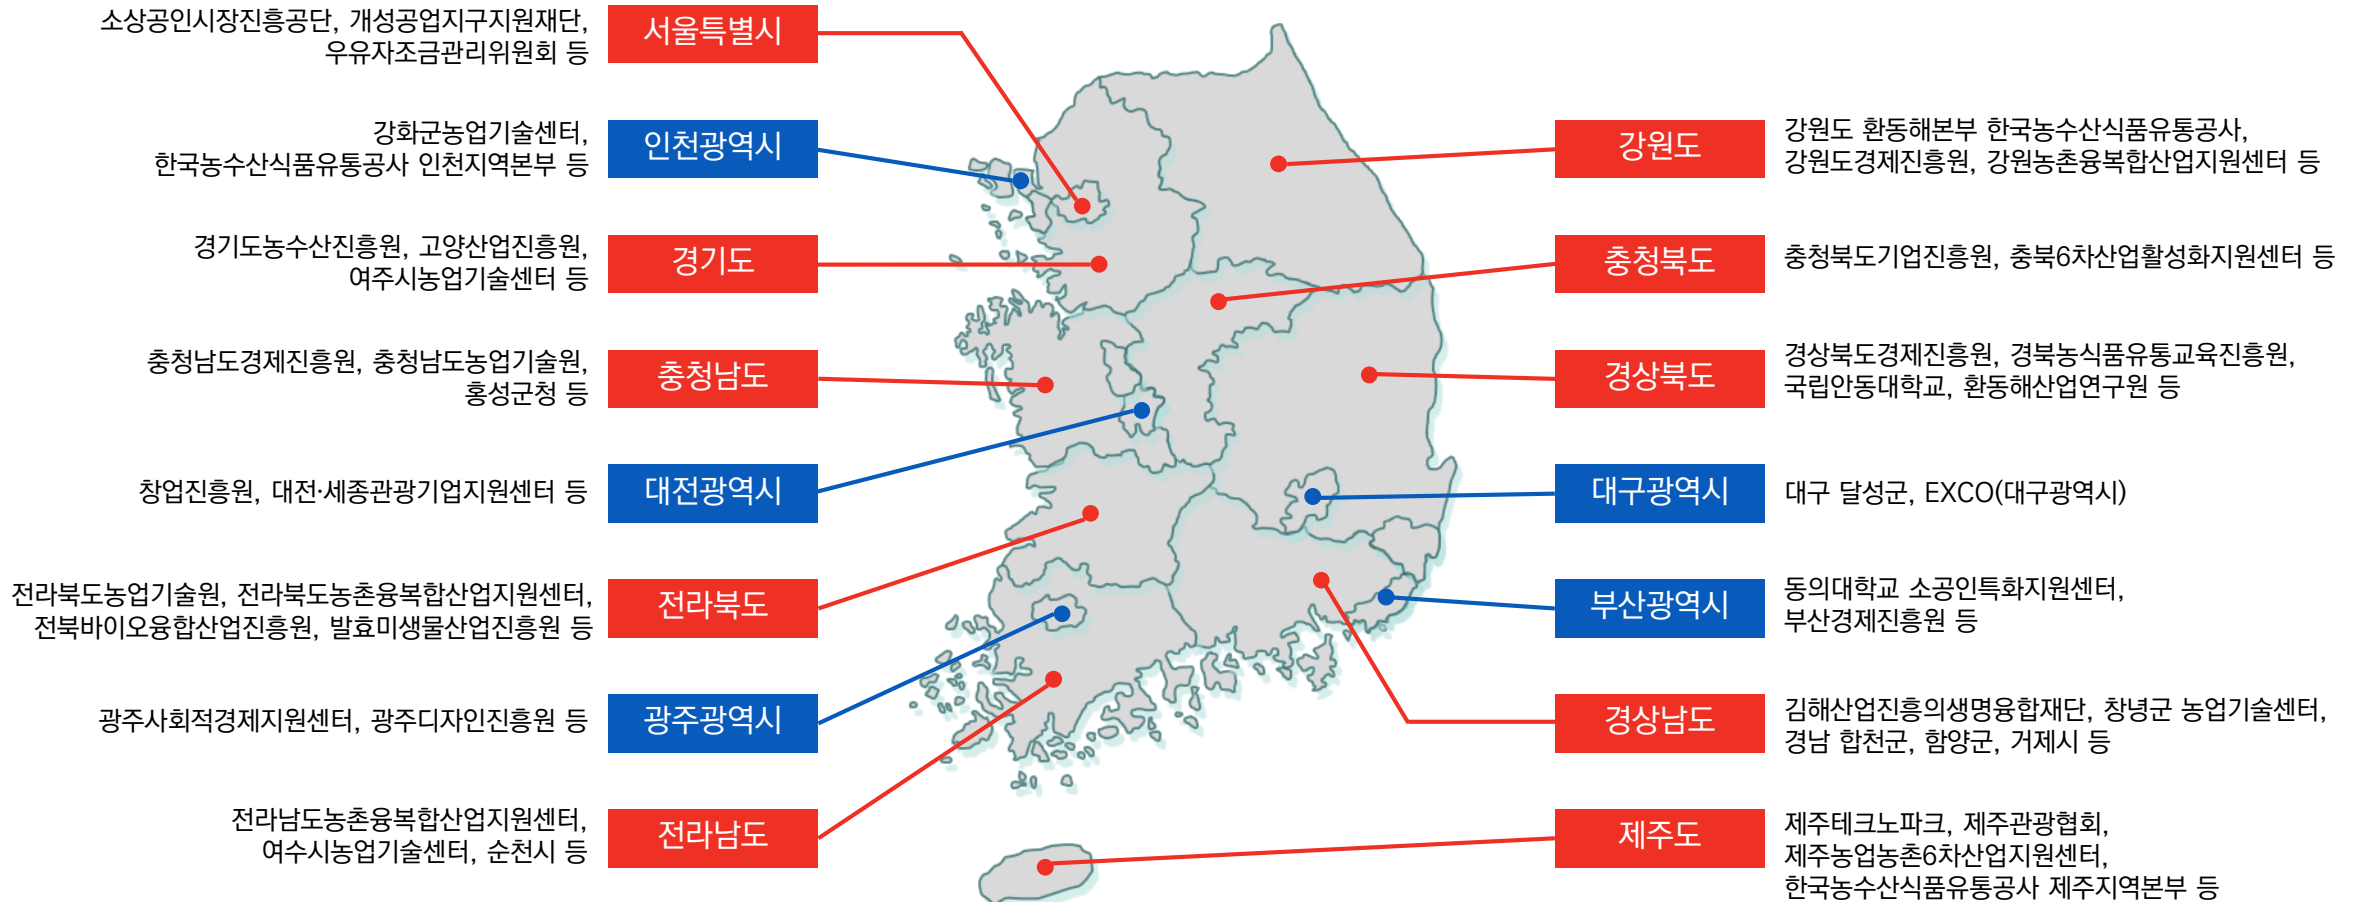 소상공인시장진흥공단, 개성공업지구지원재단,
우유자조금관리위원회 등
서울특별시
강화군농업기술센터,
한국농수산식품유통공사 인천지역본부 등
인천광역시
경기도농수산진흥원, 고양산업진흥원,
여주시농업기술센터 등
경기도
충청남도경제진흥원, 충청남도농업기술원,
홍성군청 등
충청남도
창업진흥원, 대전·세종관광기업지원센터 등
대전광역시
전라북도농업기술원, 전라북도농촌융복합산업지원센터,
전북바이오융합산업진흥원, 발효미생물산업진흥원 등
전라북도
광주사회적경제지원센터, 광주디자인진흥원 등
광주광역시
전라남도농촌융복합산업지원센터,
여수시농업기술센터, 순천시 등
전라남도
강원도
강원도 환동해본부 한국농수산식품유통공사,
강원도경제진흥원, 강원농촌융복합산업지원센터 등
충청북도
충청북도기업진흥원, 충북6차산업활성화지원센터 등
경상북도
경상북도경제진흥원, 경북농식품유통교육진흥원,
국립안동대학교, 환동해산업연구원 등
대구광역시
대구 달성군, EXCO(대구광역시)
부산광역시
동의대학교 소공인특화지원센터,
부산경제진흥원 등
경상남도
김해산업진흥의생명융합재단, 창녕군 농업기술센터,
경남 합천군, 함양군, 거제시 등
제주도
제주테크노파크, 제주관광협회,
제주농업농촌6차산업지원센터,
한국농수산식품유통공사 제주지역본부 등